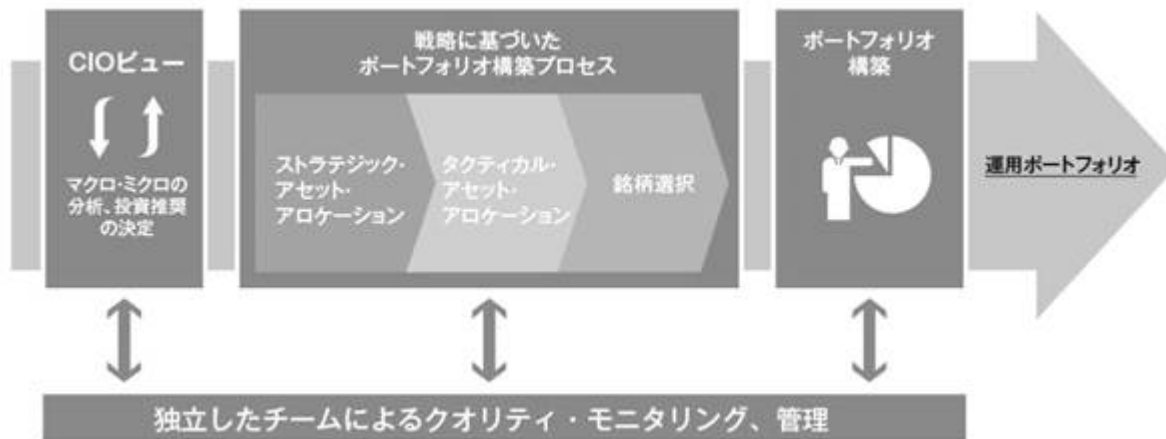 CIOビュー
マクロ・ミクロの
分析、投資推奨
の決定
戦略に基づいた
ポートフォリオ構築プロセス
ストラテジック・
アセット・
アロケーション
タクティカル・
アセット・
アロケーション
銘柄選択
ポートフォリオ
構築
運用ポートフォリオ
独立したチームによるクオリティ・モニタリング、管理